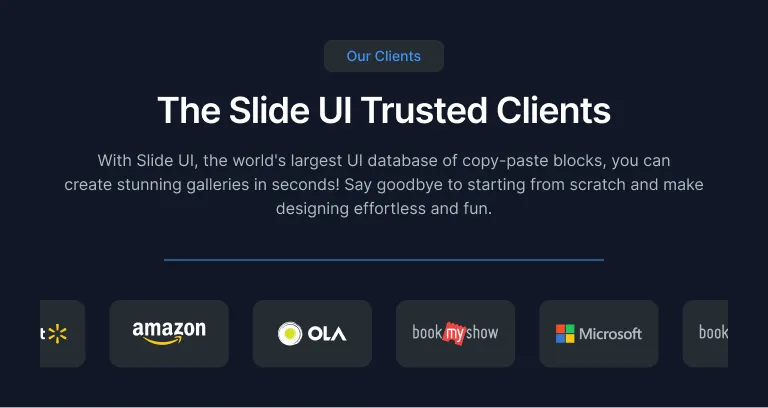 Our Clients
The Slide UI Trusted Clients
With Slide UI, the world's largest UI database of copy-paste blocks, you can
create stunning galleries in seconds! Say goodbye to starting from scratch and make
designing effortless and fun.
t
amazon
OLA
book my show
Microsoft
book